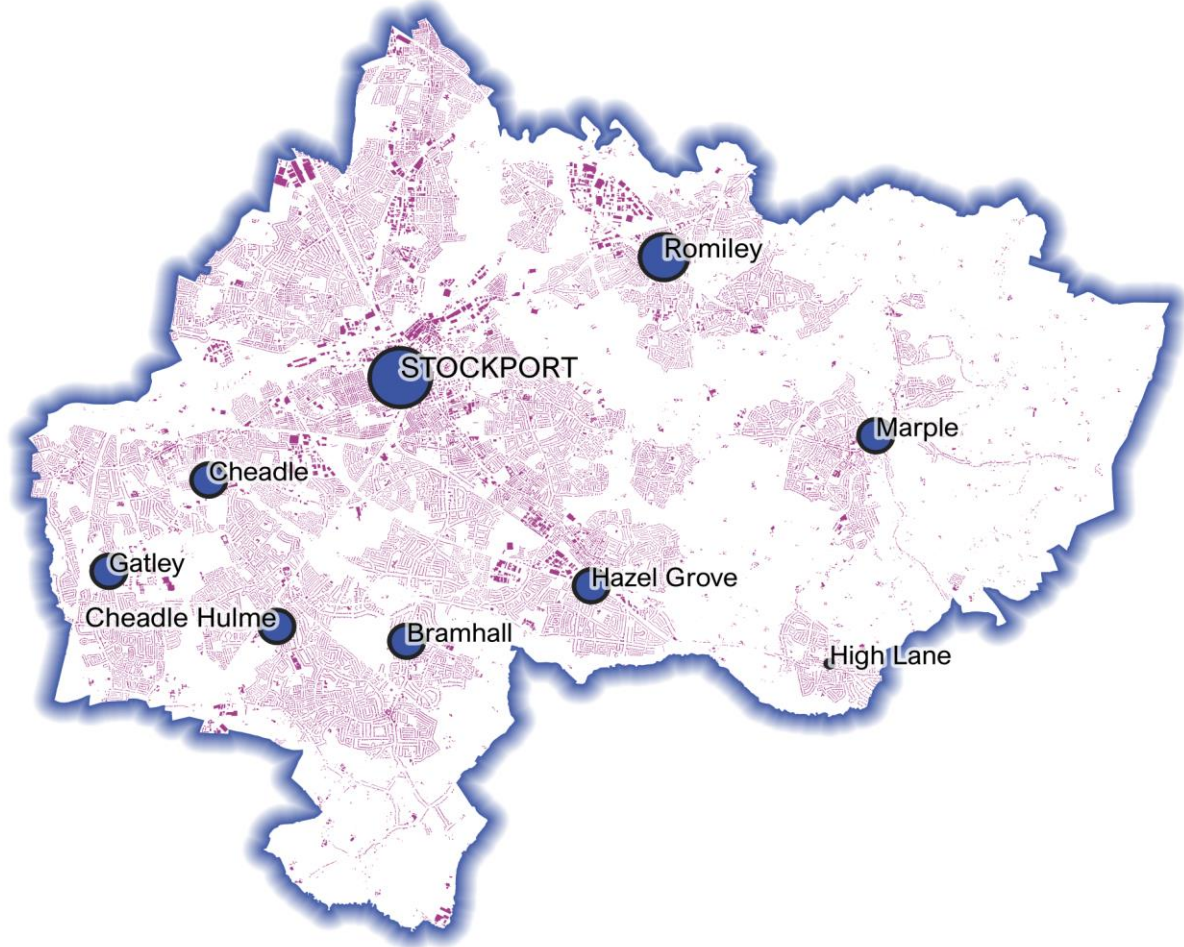 Romiley
STOCKPORT
Marple
Cheadle
Gatley
Hazel Grove
Cheadle Hulme
Bramhall
High Lane